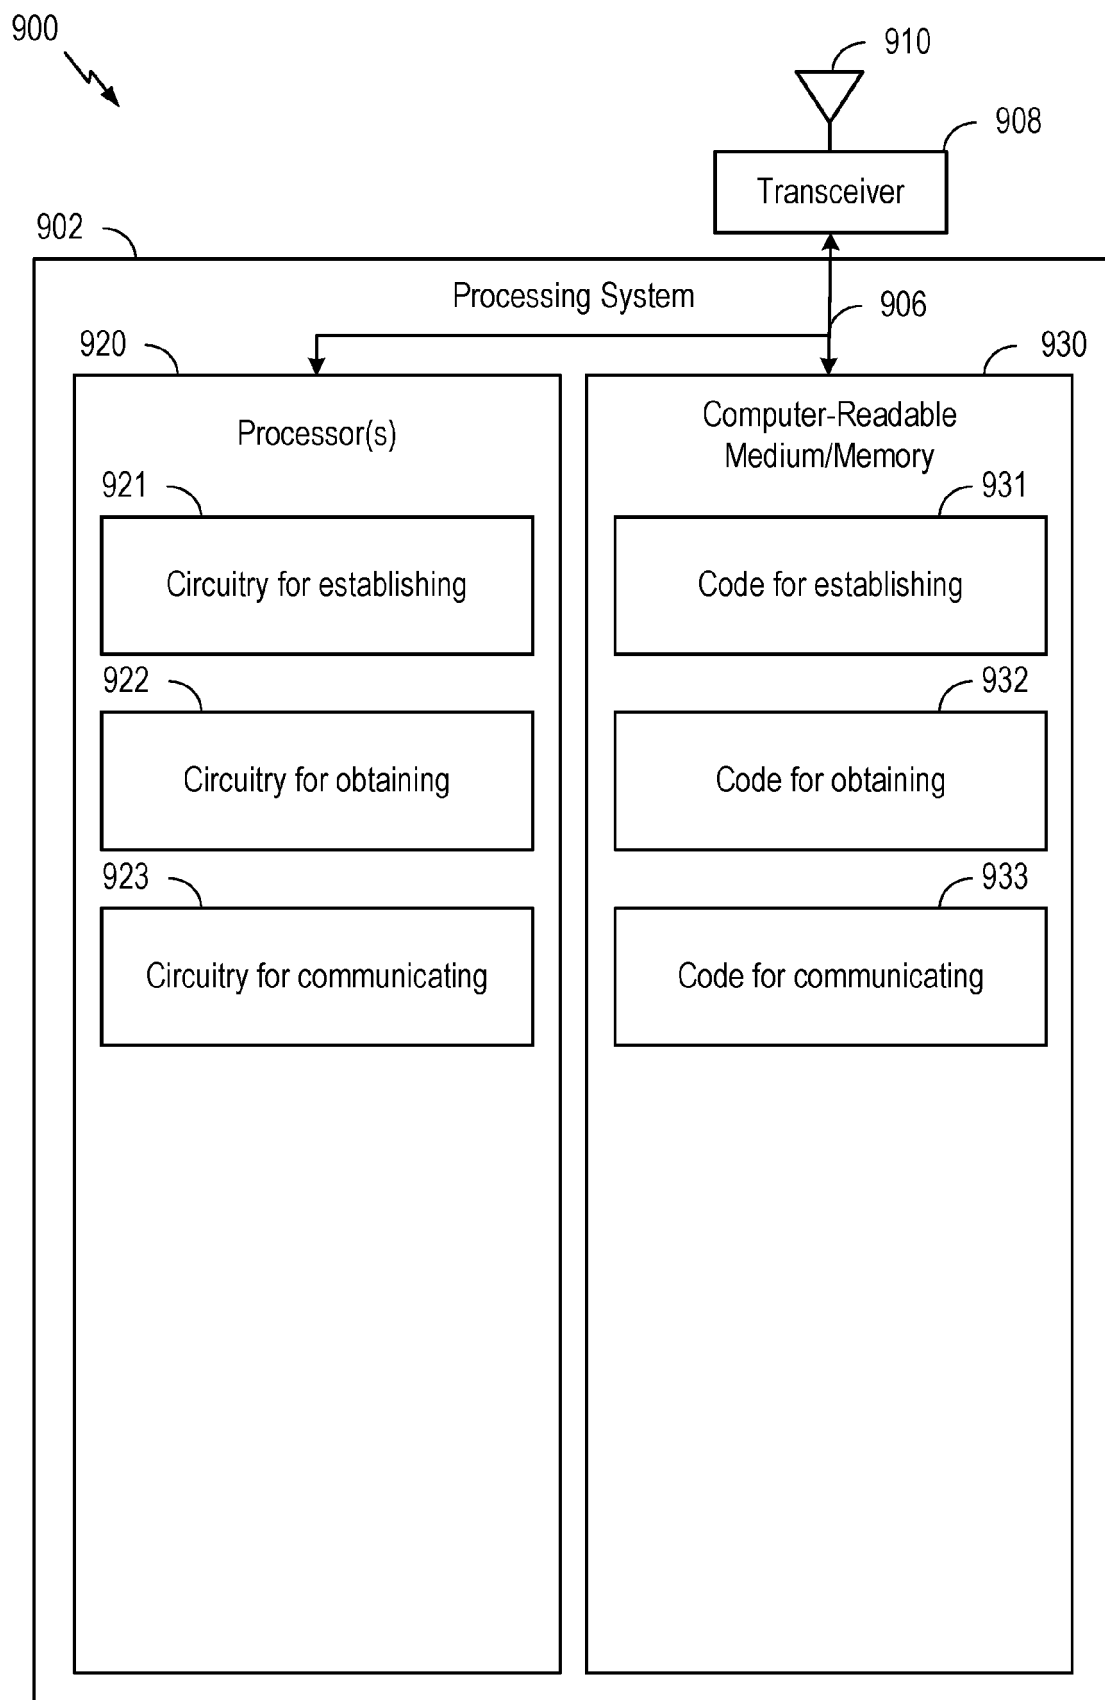 900
910
908
Transceiver
902
Processing System
906
920
930
Processor(s)
Computer-Readable
Medium/Memory
921
931
Circuitry for establishing
Code for establishing
922
932
Circuitry for obtaining
Code for obtaining
923
933
Circuitry for communicating
Code for communicating